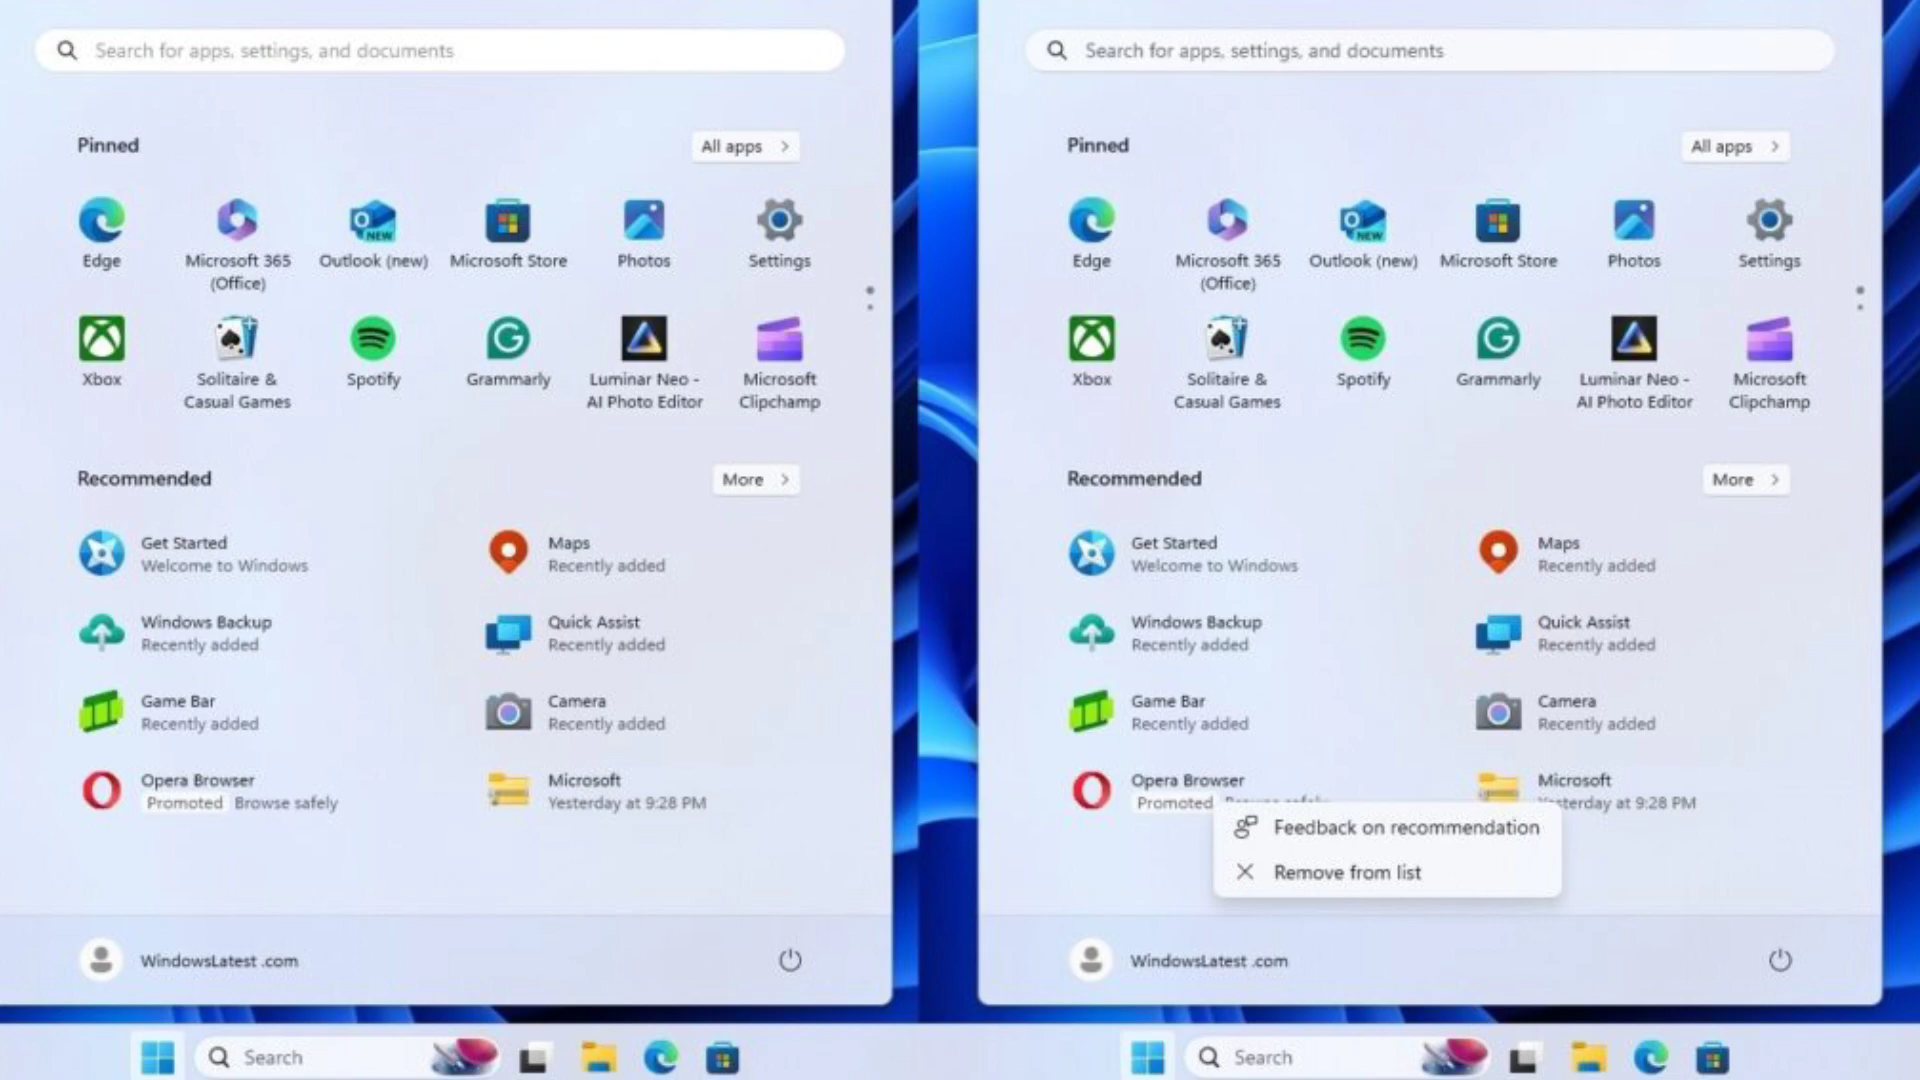 Search for apps, settings, and documents
Pinned
All apps
Edge
Microsoft 365
(Office)
Outlook (new)
NEW
Microsoft Store
Photos
Settings
Xbox
Solitaire &
Casual Games
Spotify
Grammarly
Luminar Neo -
AI Photo Editor
Microsoft
Clipchamp
Recommended
More
Get Started
Welcome to Windows
Maps
Recently added
Windows Backup
Recently added
Quick Assist
Recently added
Game Bar
Recently added
Camera
Recently added
Opera Browser
Promoted Browse safely
Microsoft
Yesterday at 9:28 PM
WindowsLatest .com
Search
Search for apps, settings, and documents
Pinned
All apps
Edge
Microsoft 365
(Office)
Outlook (new)
NEW
Microsoft Store
Photos
Settings
Xbox
Solitaire &
Casual Games
Spotify
Grammarly
Luminar Neo -
AI Photo Editor
Microsoft
Clipchamp
Recommended
More
Get Started
Welcome to Windows
Maps
Recently added
Windows Backup
Recently added
Quick Assist
Recently added
Game Bar
Recently added
Camera
Recently added
Opera Browser
Promoted
Microsoft
Yesterday at 9:28 PM
Feedback on recommendation
Remove from list
WindowsLatest .com
Search